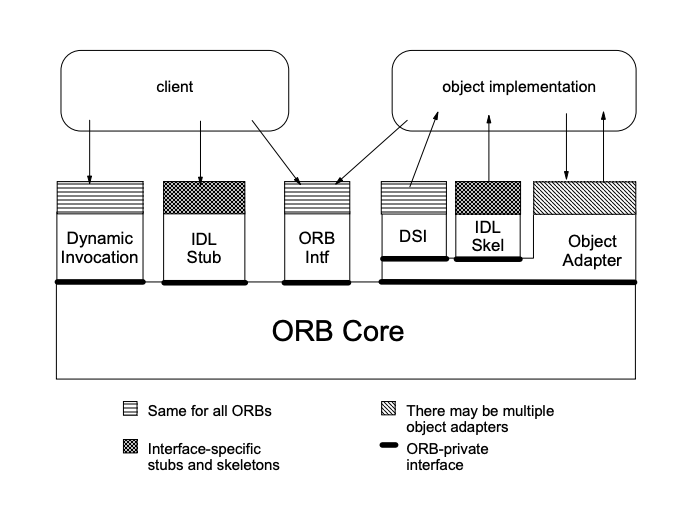 client
object implementation
Dynamic
Invocation
IDL
Stub
ORB
Intf
DSI
IDL
Skel
Object
Adapter
ORB Core
Same for all ORBs
Interface-specific
stubs and skeletons
There may be multiple
object adapters
ORB-private
interface